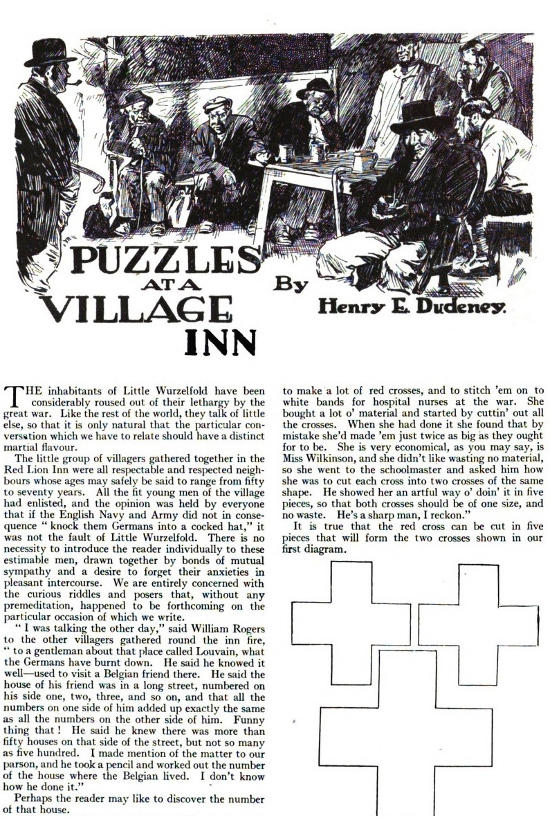 PUZZLES
AT A
VILLAGE
INN
By
Henry E. Dudeney.
THE inhabitants of Little Wurzelfold have been
considerably roused out of their lethargy by the
great war. Like the rest of the world, they talk of little
else, so that it is only natural that the particular con-
versation which we have to relate should have a distinct
martial flavour.
The little group of villagers gathered together in the
Red Lion Inn were all respectable and respected neigh-
bours whose ages may safely be said to range from fifty
to seventy years. All the fit young men of the village
had enlisted, and the opinion was held by everyone
that if the English Navy and Army did not in conse-
quence " knock them Germans into a cocked hat," it
was not the fault of Little Wurzelfold. There is no
necessity to introduce the reader individually to these
estimable men, drawn together by bonds of mutual
sympathy and a desire to forget their anxieties in
pleasant intercourse. We are entirely concerned with
the curious riddles and posers that, without any
premeditation, happened to be forthcoming on the
particular occasion of which we write.
" I was talking the other day," said William Rogers
to the other villagers gathered round the inn fire,
" to a gentleman about that place called Louvain, what
the Germans have burnt down. He said he knowed it
well—used to visit a Belgian friend there. He said the
house of his friend was in a long street, numbered on
his side one, two, three, and so on, and that all the
numbers on one side of him added up exactly the same
as all the numbers on the other side of him. Funny
thing that ! He said he knew there was more than
fifty houses on that side of the street, but not so many
as five hundred. I made mention of the matter to our
parson, and he took a pencil and worked out the number
of the house where the Belgian lived. I don't know
how he done it."
Perhaps the reader may like to discover the number
of that house.
to make a lot of red crosses, and to stitch 'em on to
white bands for hospital nurses at the war. She
bought a lot o' material and started by cuttin' out all
the crosses. When she had done it she found that by
mistake she'd made 'em just twice as big as they ought
for to be. She is very economical, as you may say, is
Miss Wilkinson, and she didn't like wasting no material,
so she went to the schoolmaster and asked him how
she was to cut each cross into two crosses of the same
shape. He showed her an artful way o' doin' it in five
pieces, so that both crosses should be of one size, and
no waste. He's a sharp man, I reckon."
It is true that the red cross can be cut in five
pieces that will form the two crosses shown in our
first diagram.